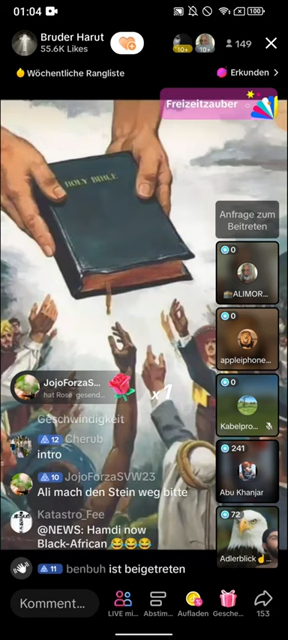 01:04
100
Bruder Harut
55.6K Likes
10+
10+
149
Wöchentliche Rangliste
Erkunden >
Freizeitzauber
HOLY BIBLE
Anfrage zum
Beitreten
0
ALIMOR...
0
appleiphone...
0
Kabelpro...
241
Abu Khanjar
72
Adlerblick
JojoForzaS...
hat Rose gesend...
x1
Geschwindigkeit
12 Cherub
intro
10 JojoForzaSVW23
Ali mach den Stein weg bitte
Katastro_Fee
@NEWS: Hamdi now
Black-African 😂😂😂
11 benbuh ist beigetreten
Komment...
LIVE mi...
Abstim...
Aufladen
Gesche...
153